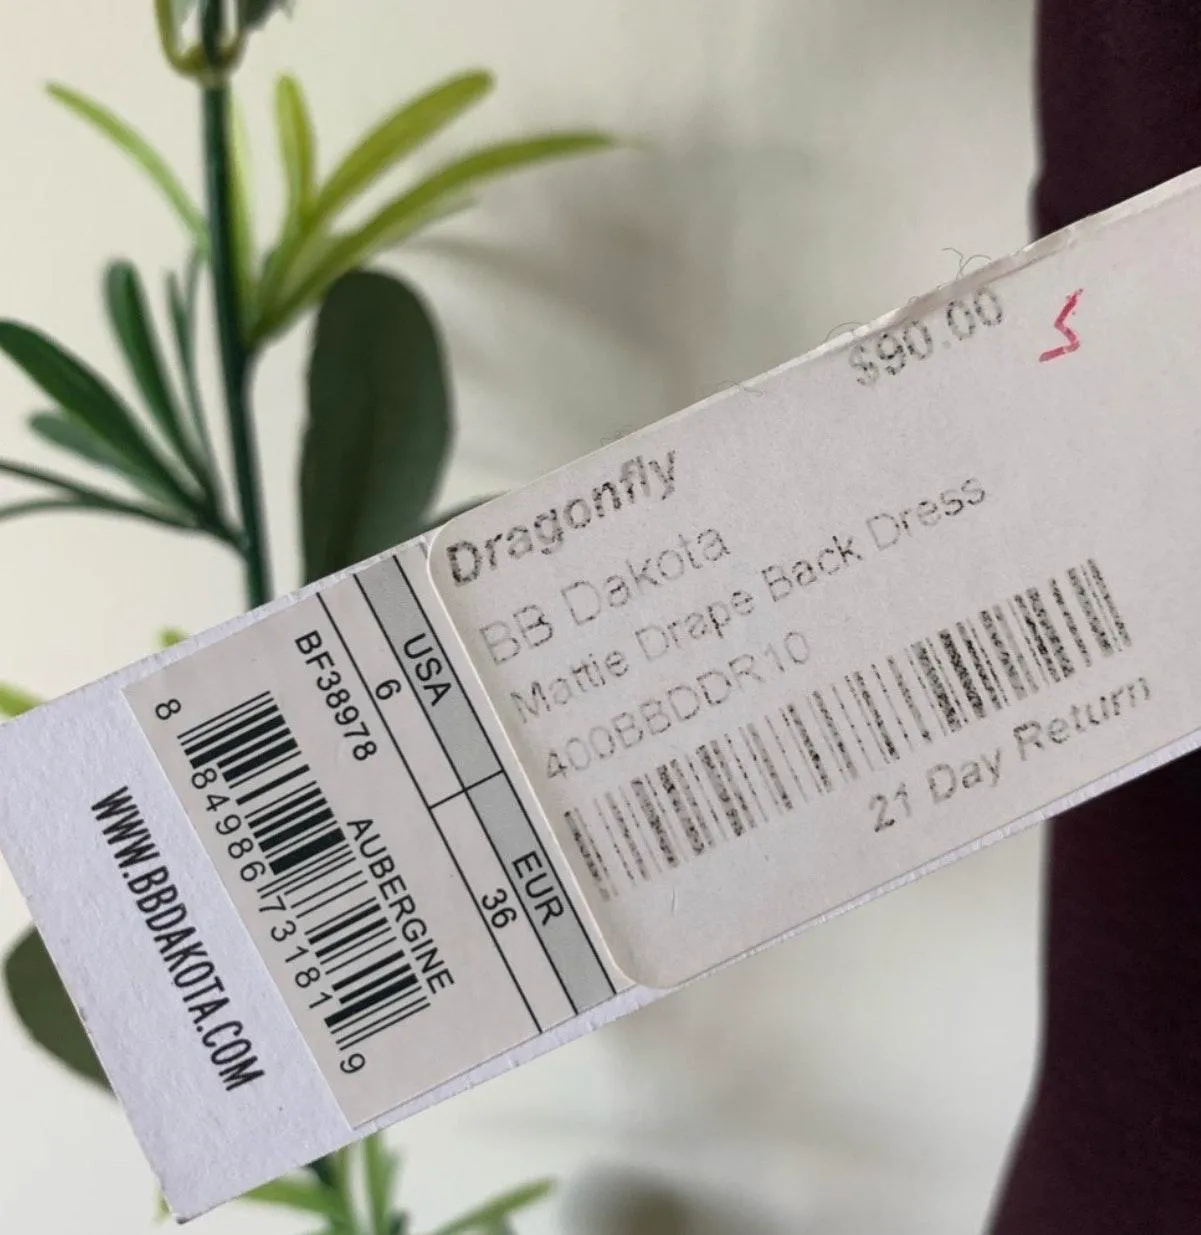 $90.00
S
Dragonfly
BB Dakota
Mattie Drape Back Dress
400BBDDR10
21 Day Return
USA EUR
6 36
BF38978 AUBERGINE
8 84986 73181 9
WWW.BBDAKOTA.COM